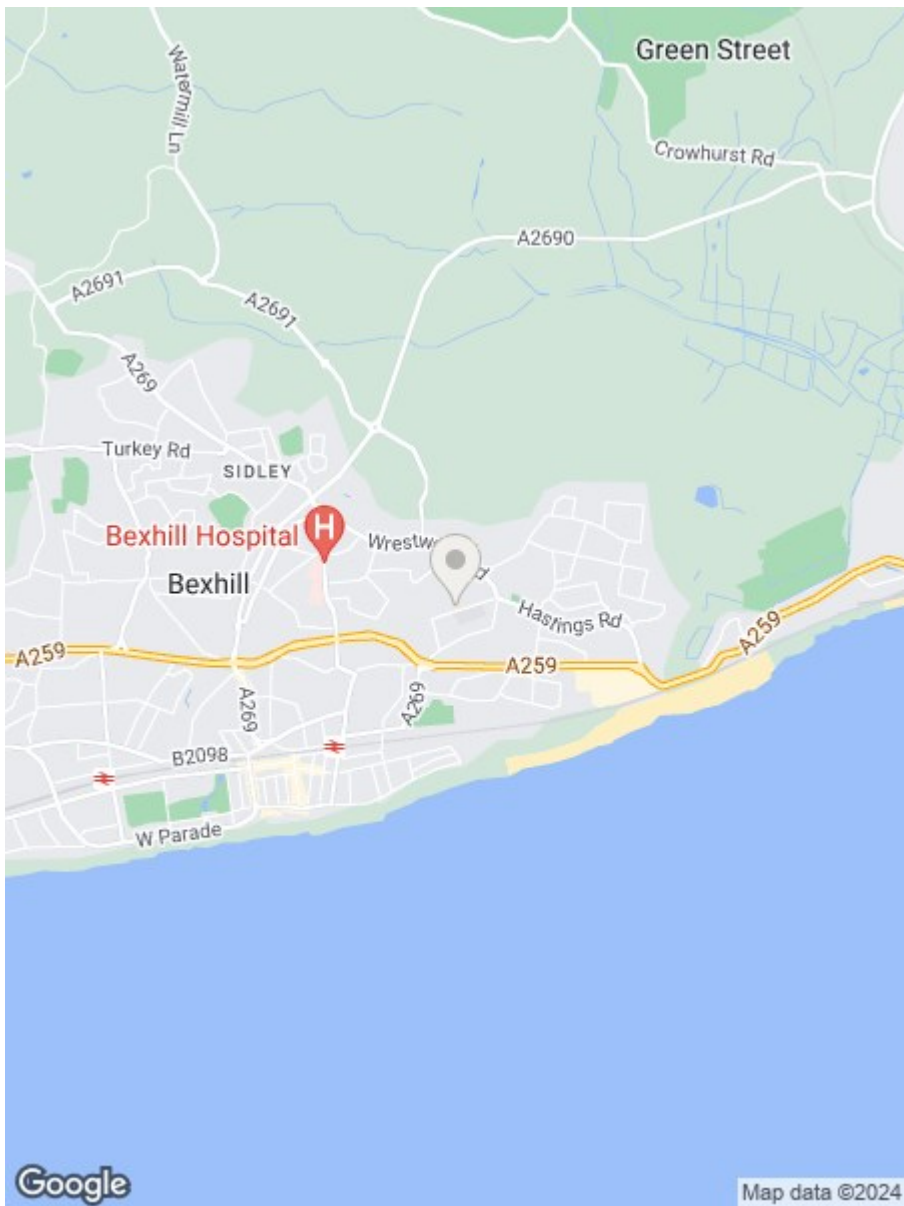 Green Street
Watermill Ln
Crowhurst Rd
A2690
A2691
A2691
A269
Turkey Rd
SIDLEY
Bexhill Hospital
H
Bexhill
Hastings Rd
A259
A259
A259
A269
A269
B2098
W Parade
Google
Map data ©2024